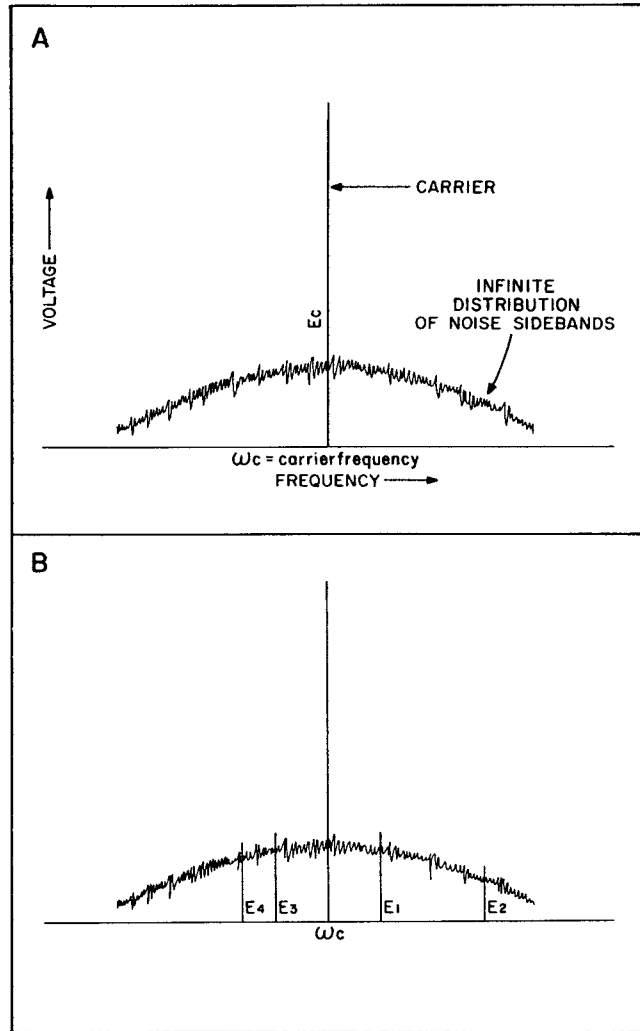 A
CARRIER
VOLTAGE
INFINITE
DISTRIBUTION
OF NOISE SIDEBANDS
Ec
ωc = carrier frequency
FREQUENCY
B
E4 E3 E1 E2
ωc